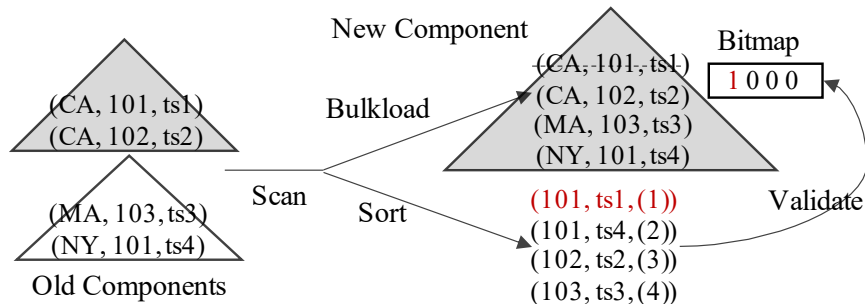 New Component
Bitmap
(CA, 101, ts1)
(CA, 102, ts2)
(MA, 103, ts3)
(NY, 101, ts4)
1 0 0 0
(CA, 101, ts1)
(CA, 102, ts2)
(MA, 103, ts3)
(NY, 101, ts4)
Old Components
Bulkload
Scan
Sort
(101, ts1, (1))
(101, ts4, (2))
(102, ts2, (3))
(103, ts3, (4))
Validate